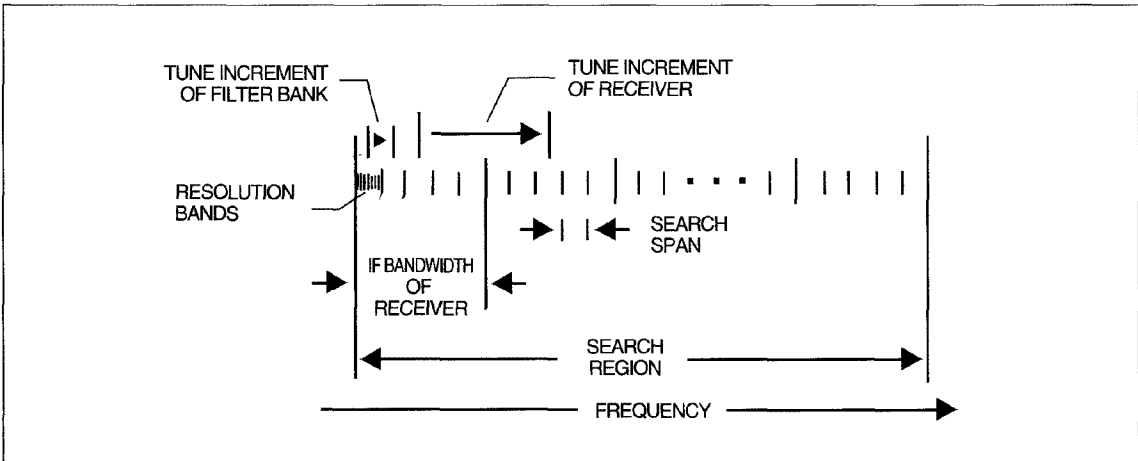 TUNE INCREMENT
OF FILTER BANK
TUNE INCREMENT
OF RECEIVER
RESOLUTION
BANDS
SEARCH
SPAN
IF BANDWIDTH
OF
RECEIVER
SEARCH
REGION
FREQUENCY